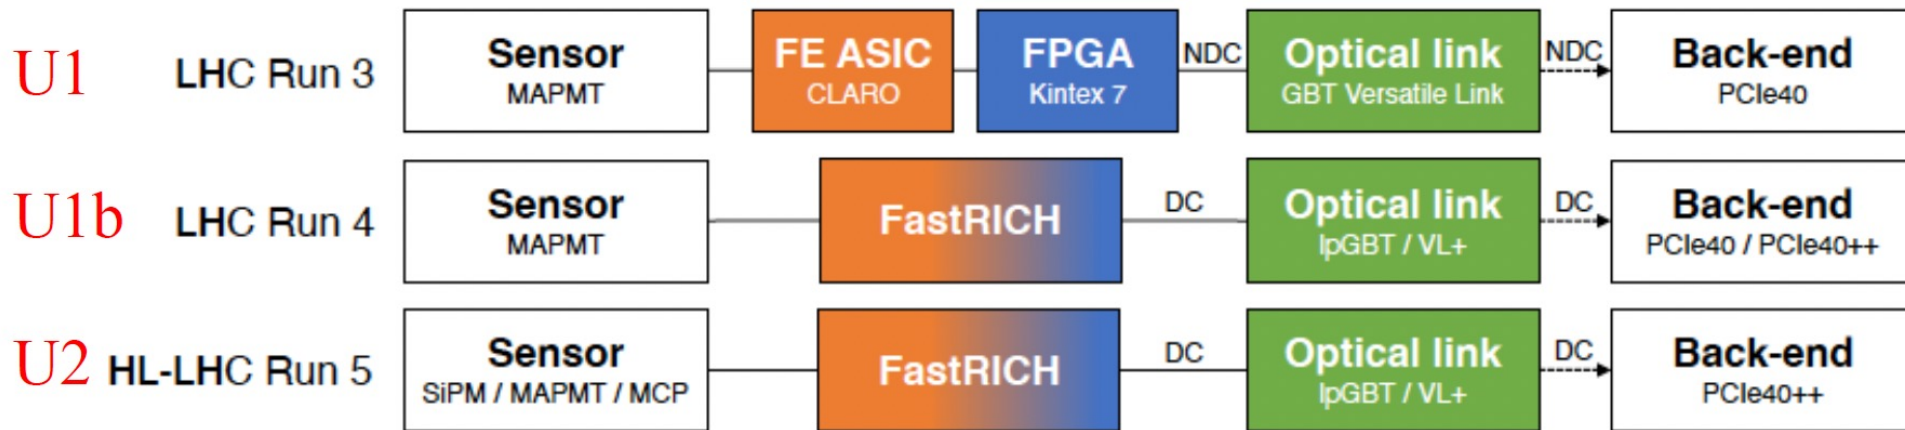 U1 LHC Run 3
Sensor
MAPMT
FE ASIC
CLARO
FPGA
Kintex 7
NDC
Optical link
GBT Versatile Link
NDC
Back-end
PCIe40
U1b LHC Run 4
Sensor
MAPMT
FastRICH
DC
Optical link
lpGBT / VL+
DC
Back-end
PCIe40 / PCIe40++
U2 HL-LHC Run 5
Sensor
SiPM / MAPMT / MCP
FastRICH
DC
Optical link
lpGBT / VL+
DC
Back-end
PCIe40++